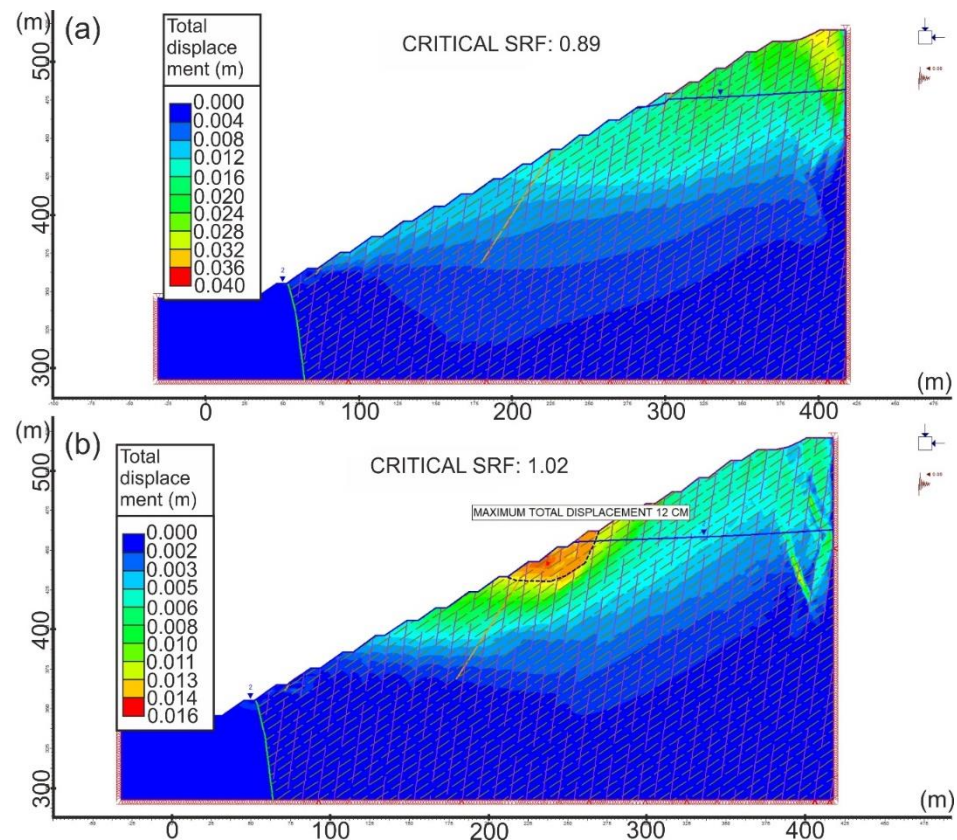 (m)
(a)
Total
displace
ment (m)
0.000
0.004
0.008
0.012
0.016
0.020
0.024
0.028
0.032
0.036
0.040
CRITICAL SRF: 0.89
500
400
300
2
0 100 200 300 400
(m)
(m)
(b)
Total
displace
ment (m)
0.000
0.002
0.003
0.005
0.006
0.008
0.010
0.011
0.013
0.014
0.016
CRITICAL SRF: 1.02
MAXIMUM TOTAL DISPLACEMENT 12 CM
500
400
300
2
0 100 200 300 400
(m)